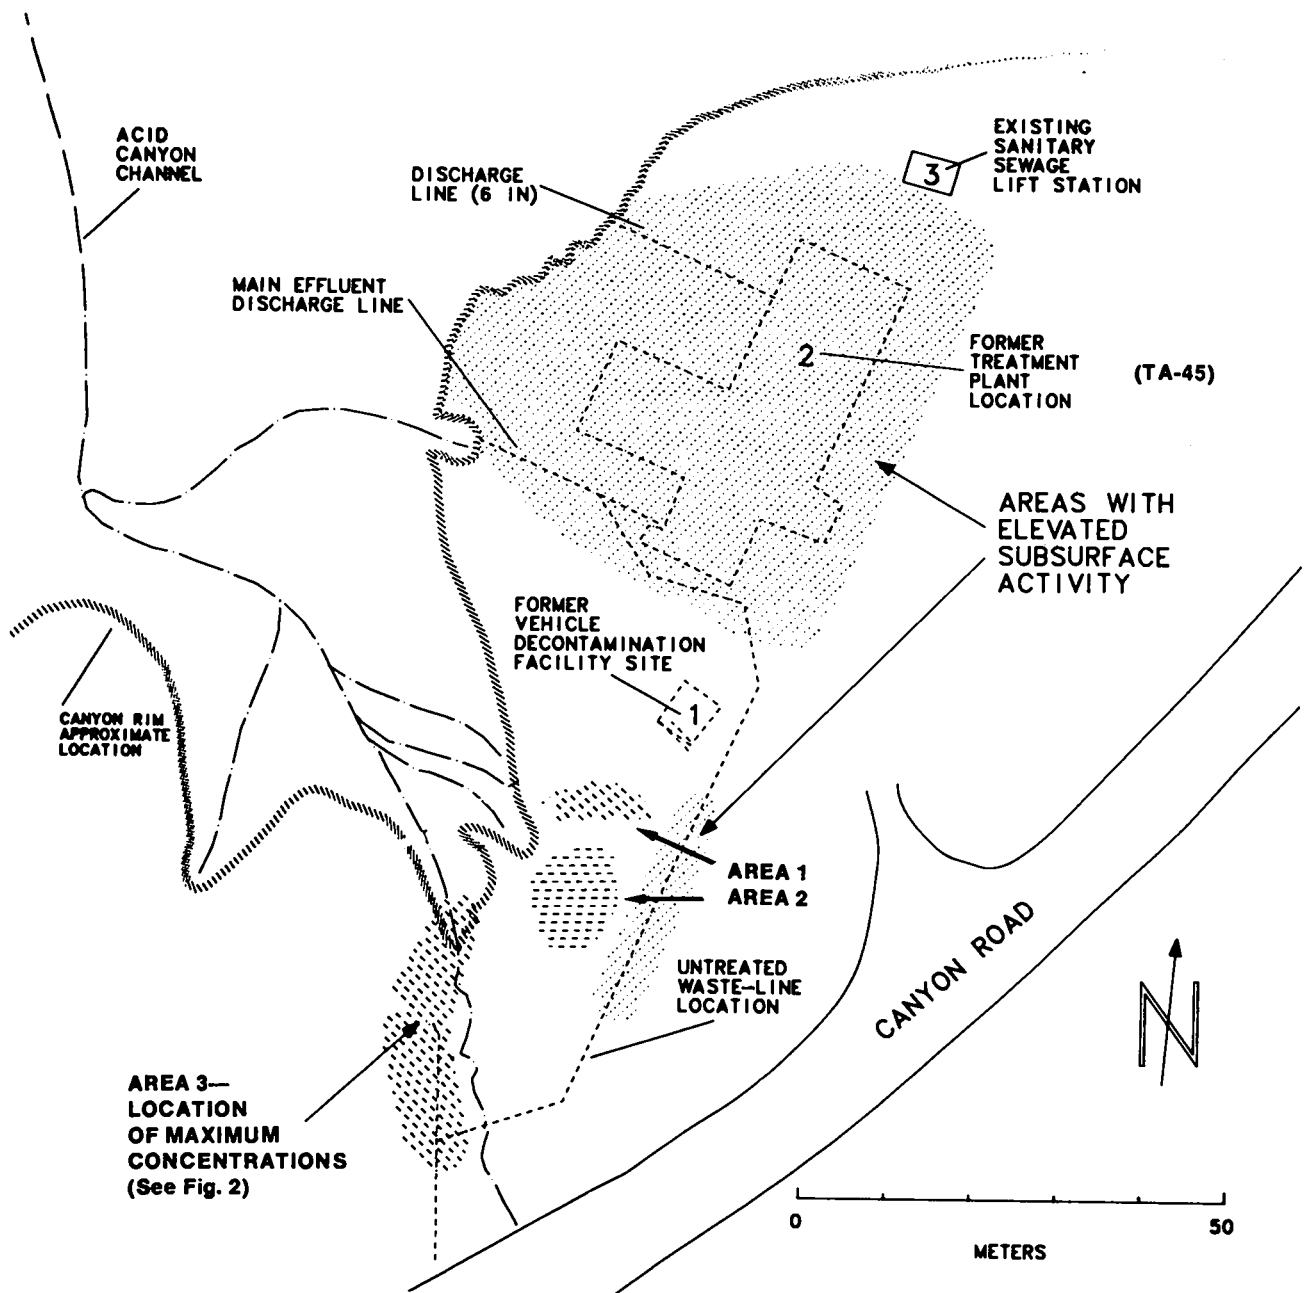 ACID
CANYON
CHANNEL
DISCHARGE
LINE (6 IN)
EXISTING
SANITARY
SEWAGE
LIFT STATION
3
MAIN EFFLUENT
DISCHARGE LINE
2
FORMER
TREATMENT
PLANT
LOCATION
(TA-45)
AREAS WITH
ELEVATED
SUBSURFACE
ACTIVITY
FORMER
VEHICLE
DECONTAMINATION
FACILITY SITE
1
CANYON RIM
APPROXIMATE
LOCATION
AREA 1
AREA 2
UNTREATED
WASTE-LINE
LOCATION
CANYON ROAD
N
AREA 3—
LOCATION
OF MAXIMUM
CONCENTRATIONS
(See Fig. 2)
0
50
METERS